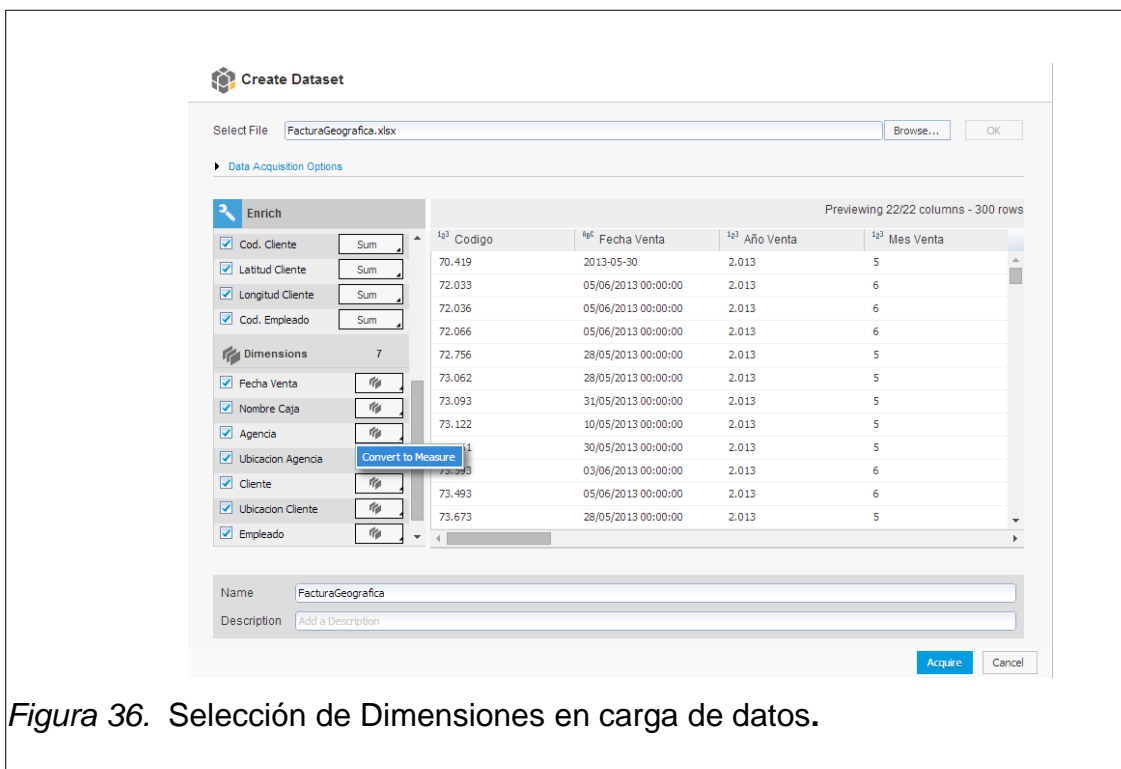 Create Dataset
Select File FacturaGeografica.xlsx Browse... OK
Data Acquisition Options
Enrich
Previewing 22/22 columns - 300 rows
Cod. Cliente Sum
Latitud Cliente Sum
Longitud Cliente Sum
Cod. Empleado Sum
Dimensions 7
Fecha Venta
Nombre Caja
Agencia
Convert to Measure
Ubicacion Agencia
Cliente
Ubicacion Cliente
Empleado
123 Codigo ABC Fecha Venta 123 Año Venta 123 Mes Venta
70.419 2013-05-30 2.013 5
72.033 05/06/2013 00:00:00 2.013 6
72.036 05/06/2013 00:00:00 2.013 6
72.066 05/06/2013 00:00:00 2.013 6
72.756 28/05/2013 00:00:00 2.013 5
73.062 28/05/2013 00:00:00 2.013 5
73.093 31/05/2013 00:00:00 2.013 5
73.122 10/05/2013 00:00:00 2.013 5
30/05/2013 00:00:00 2.013 5
73.393 03/06/2013 00:00:00 2.013 6
73.493 05/06/2013 00:00:00 2.013 6
73.673 28/05/2013 00:00:00 2.013 5
Name FacturaGeografica
Description Add a Description
Acquire Cancel
Figura 36. Selección de Dimensiones en carga de datos.